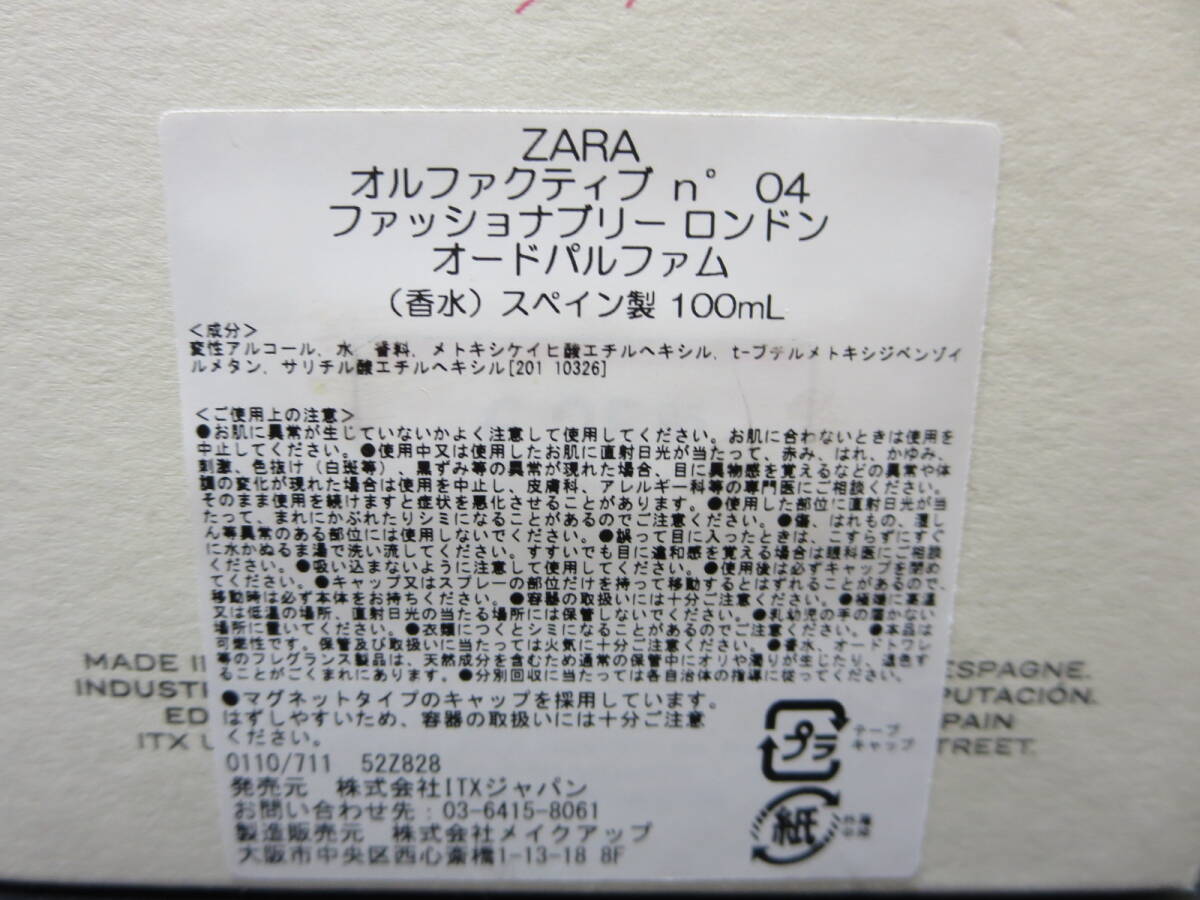 ZARA
オルファクティブ n° 04
ファッショナブリー ロンドン
オードパルファム
（香水）スペイン製 100mL
<成分>
変性アルコール、水、香料、メトキシケイヒ酸エチルヘキシル、t-ブチルメトキシジベンゾイ
ルメタン、サリチル酸エチルヘキシル[201 10326]
<ご使用上の注意>
●お肌に異常が生じていないかよく注意して使用してください。お肌に合わないときは使用を
中止してください。●使用中又は使用したお肌に直射日光が当たって、赤み、はれ、かゆみ、
刺激、色抜け（白斑等）、黒ずみ等の異常が現れた場合、目に異物感を覚えるなどの異常や体
調の変化が現れた場合は使用を中止し、皮膚科、アレルギー科等の専門医にご相談ください。
そのまま使用を続けますと症状を悪化させることがあります。●使用した部位に直射日光が当
たって、まれにかぶれたりシミになることがあるのでご注意ください。●傷、はれもの、湿し
ん等異常のある部位には使用しないでください。●誤って目に入ったときは、こすらずにすぐ
に水かぬるま湯で洗い流してください。すすいでも目に違和感を覚える場合は眼科医にご相談
ください。●吸い込まないように注意して使用してください。●使用後は必ずキャップを閉め
てください。●キャップ又はスプレーの部位だけを持って移動するとはずれることがあるので、
移動時は必ず本体をお持ちください。●容器の取扱いには十分ご注意ください。●極端に高温
又は低温の場所、直射日光の当たる場所には保管しないでください。●乳幼児の手の届かない
場所に置いてください。●衣類につくとシミになることがあるのでご注意ください。●本品は
可燃性です。保管及び取扱いに当たっては火気に十分ご注意ください。●香水、オードトワレ
等のフレグランス製品は、天然成分を含むため通常の保管中にオリや濁りが生じたり、退色す
ることがごくまれにあります。●分別回収に当たっては各自治体の指導に従ってください。
●マグネットタイプのキャップを採用しています。
はずしやすいため、容器の取扱いには十分ご注意
ください。
プラ
テープ
キャップ
0110/711 52Z828
発売元 株式会社ITXジャパン
お問い合わせ先：03-6415-8061
製造販売元 株式会社メイクアップ
大阪市中央区西心斎橋1-13-18 8F
紙
MADE I
ESPAGNE.
INDUSTI
PUTACIÓN.
ED
PAIN
ITX U
TREET.